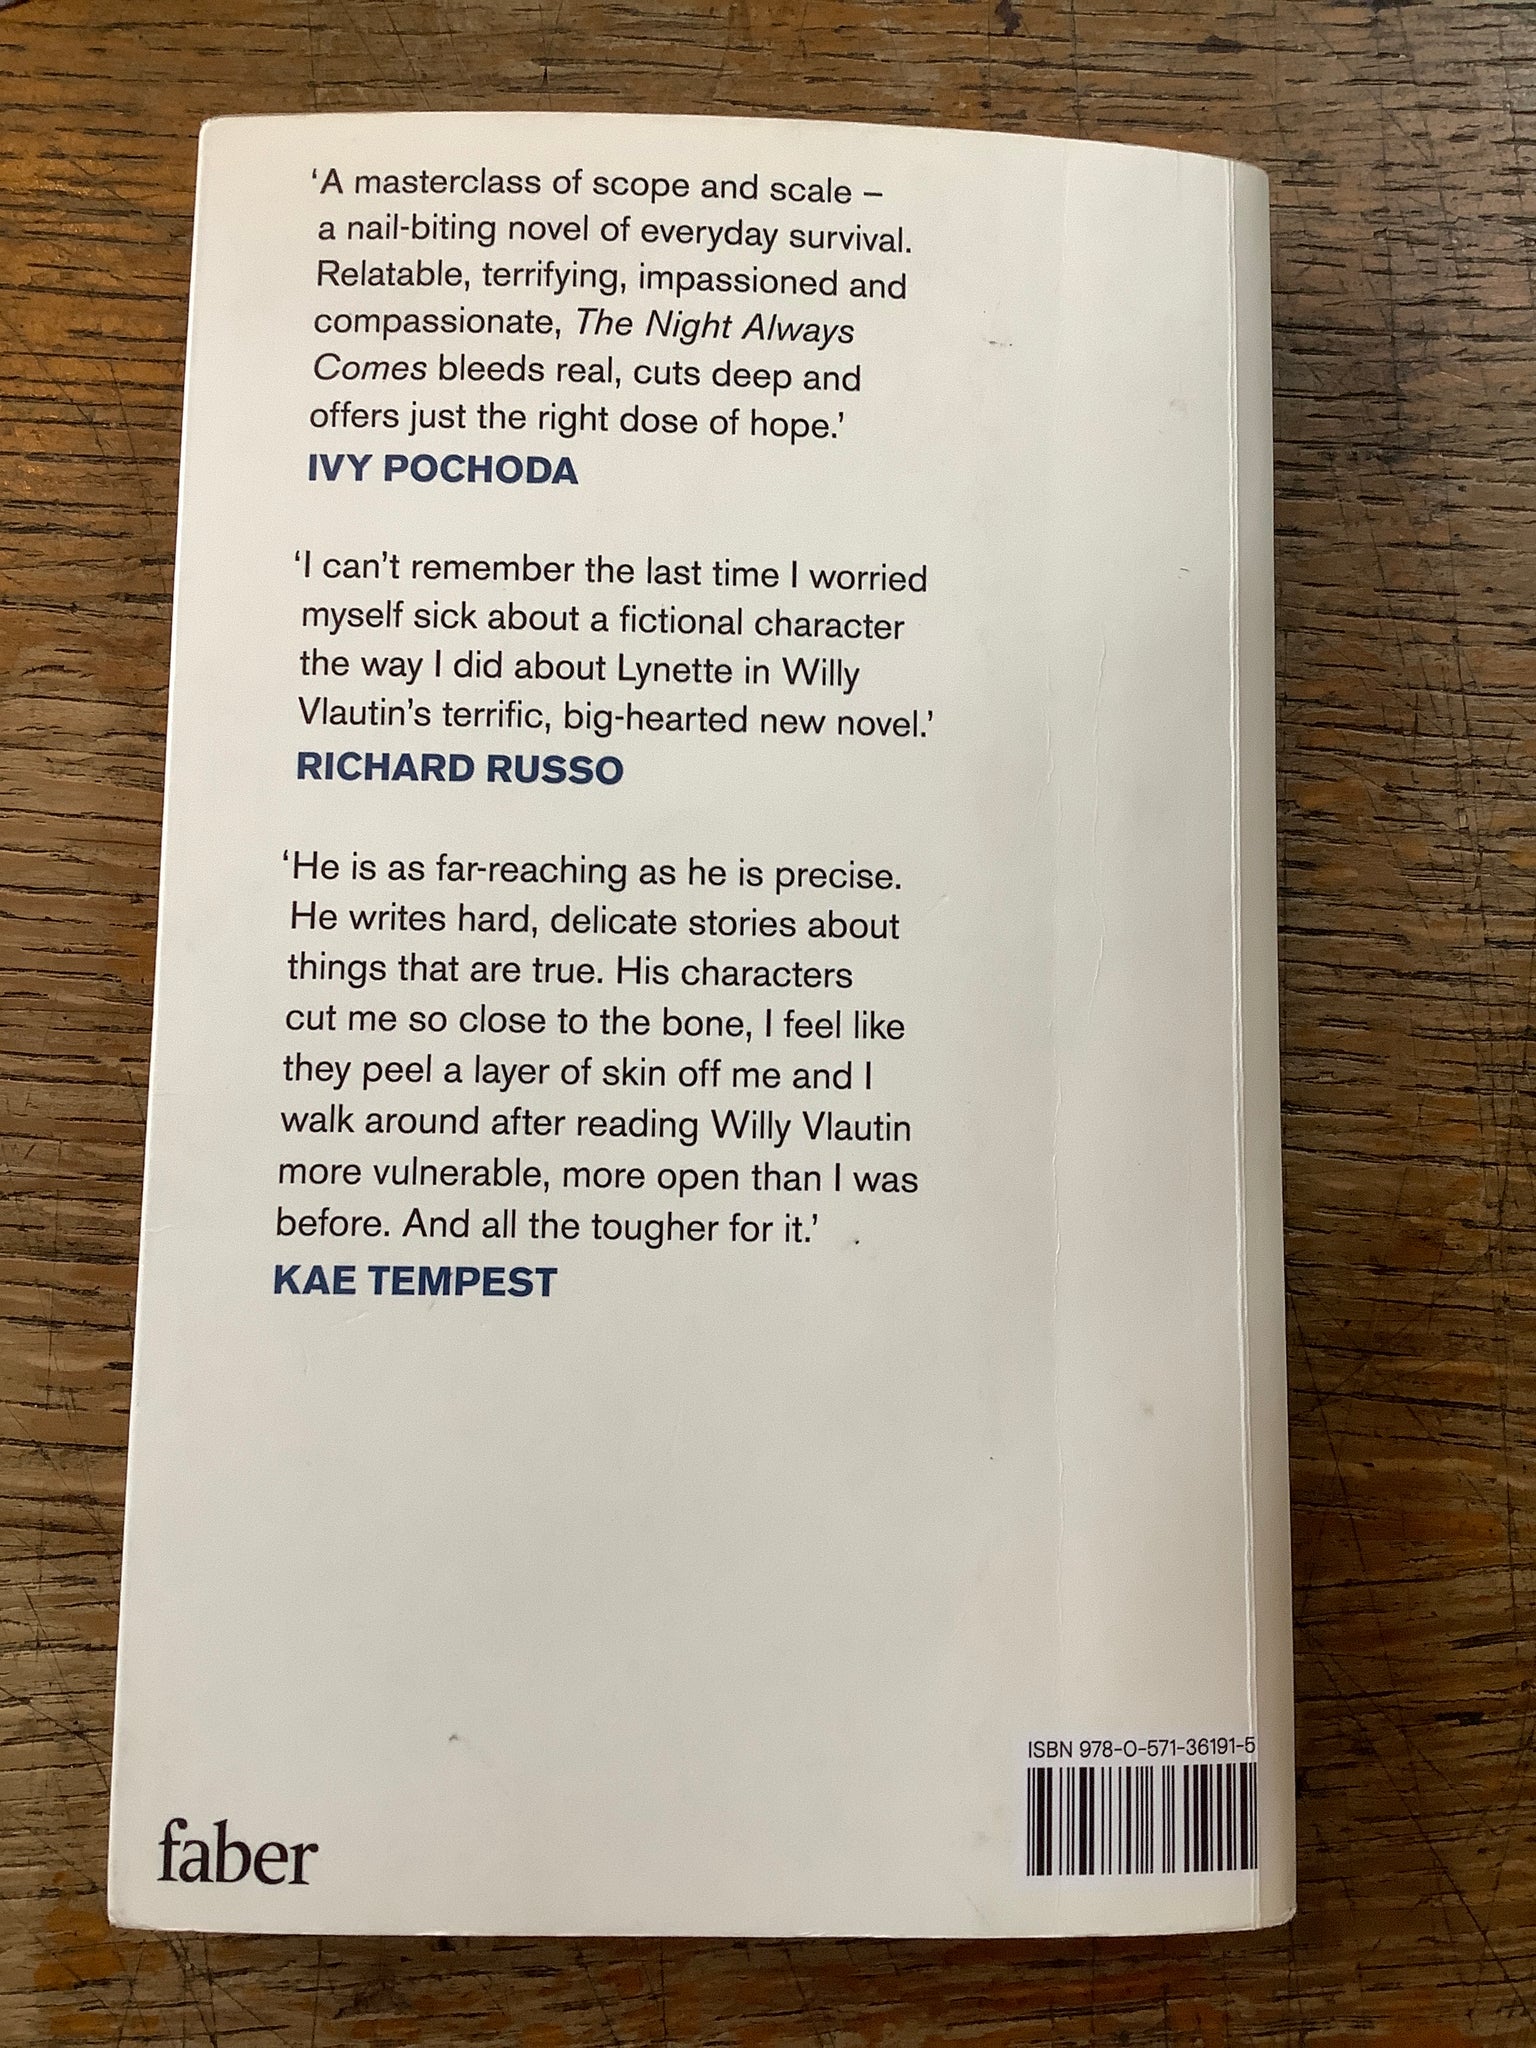 ‘A masterclass of scope and scale –
a nail-biting novel of everyday survival.
Relatable, terrifying, impassioned and
compassionate, The Night Always
Comes bleeds real, cuts deep and
offers just the right dose of hope.’
IVY POCHODA
‘I can’t remember the last time I worried
myself sick about a fictional character
the way I did about Lynette in Willy
Vlautin’s terrific, big-hearted new novel.’
RICHARD RUSSO
‘He is as far-reaching as he is precise.
He writes hard, delicate stories about
things that are true. His characters
cut me so close to the bone, I feel like
they peel a layer of skin off me and I
walk around after reading Willy Vlautin
more vulnerable, more open than I was
before. And all the tougher for it.’
KAE TEMPEST
ISBN 978-0-571-36191-5
faber